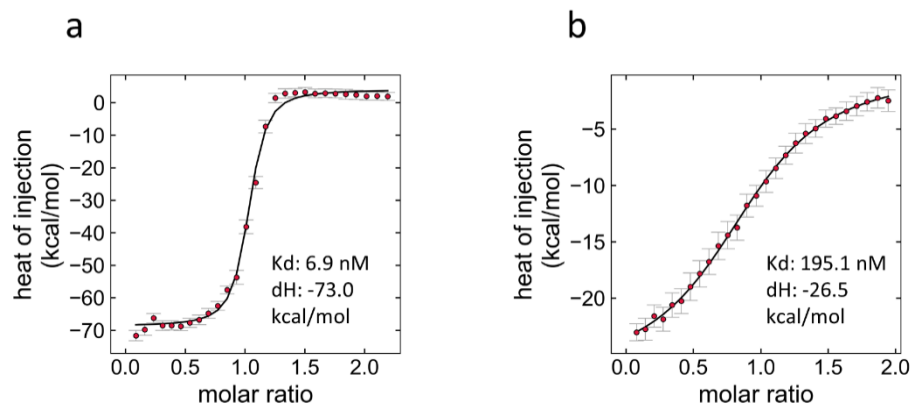 a
b
0
−10
−20
−30
−40
−50
−60
−70
heat of injection
(kcal/mol)
Kd: 6.9 nM
dH: -73.0
kcal/mol
0.0 0.5 1.0 1.5 2.0
molar ratio
−5
−10
−15
−20
heat of injection
(kcal/mol)
Kd: 195.1 nM
dH: -26.5
kcal/mol
0.0 0.5 1.0 1.5 2.0
molar ratio